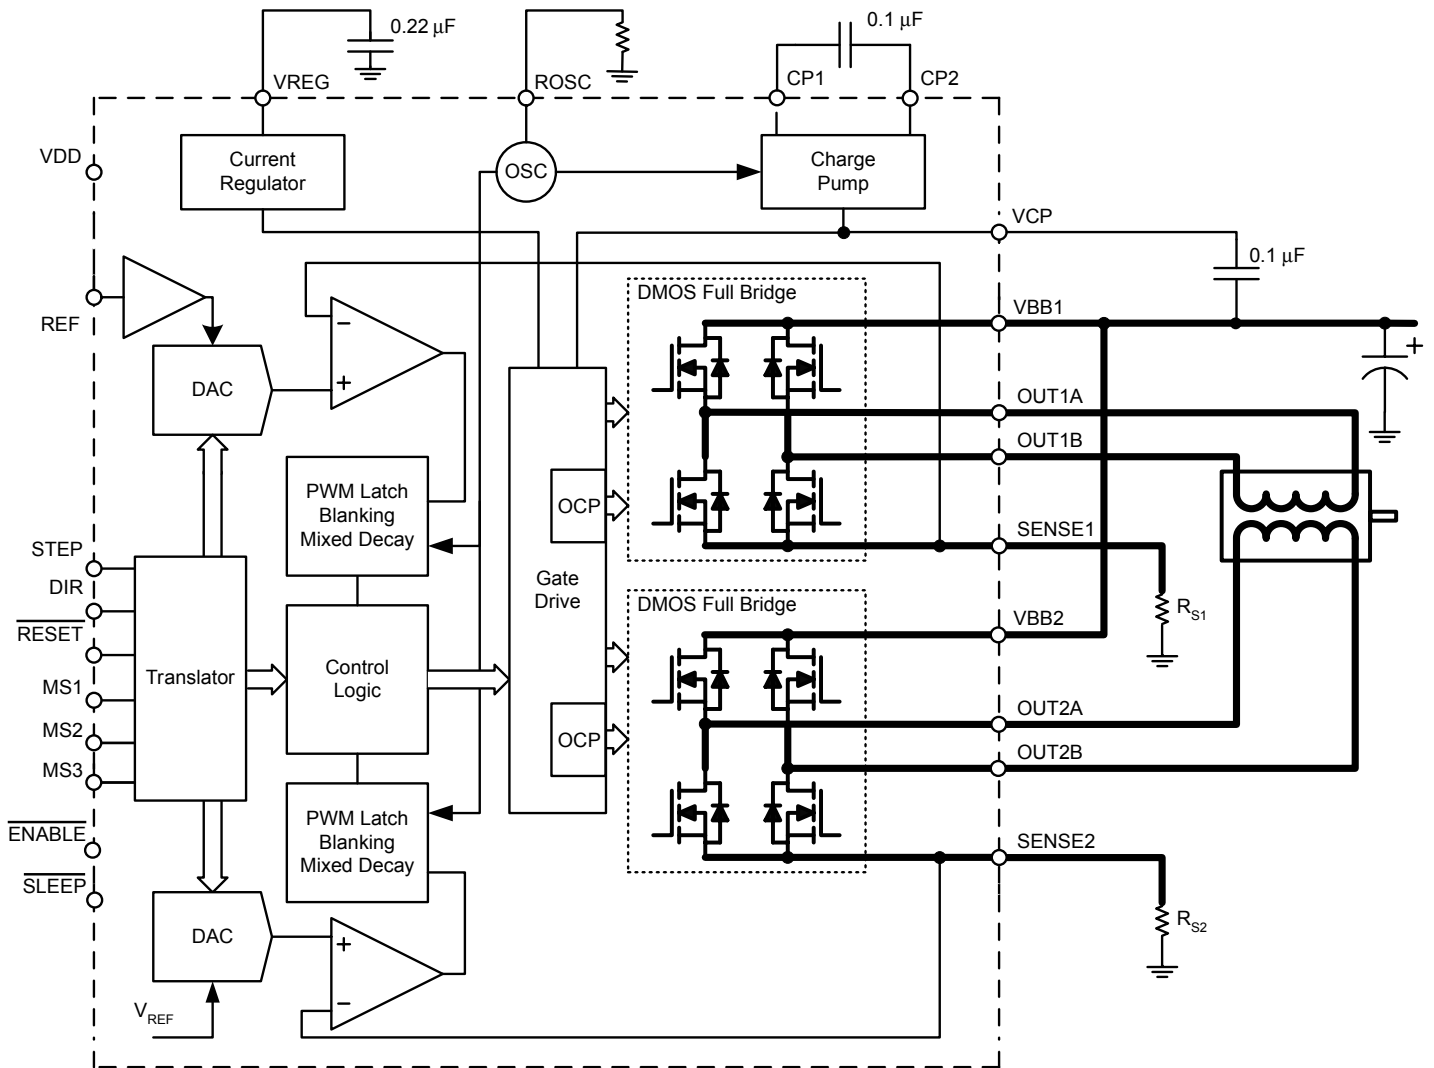 0.22 µF
0.1 µF
VREG
ROSC
CP1
CP2
VDD
Current
Regulator
OSC
Charge
Pump
VCP
0.1 µF
REF
DMOS Full Bridge
VBB1
−
+
+
DAC
OUT1A
OUT1B
PWM Latch
Blanking
Mixed Decay
OCP
SENSE1
STEP
DIR
RESET
MS1
MS2
MS3
Translator
Control
Logic
Gate
Drive
DMOS Full Bridge
RS1
VBB2
OUT2A
OCP
OUT2B
ENABLE
SLEEP
PWM Latch
Blanking
Mixed Decay
SENSE2
DAC
+
−
RS2
VREF